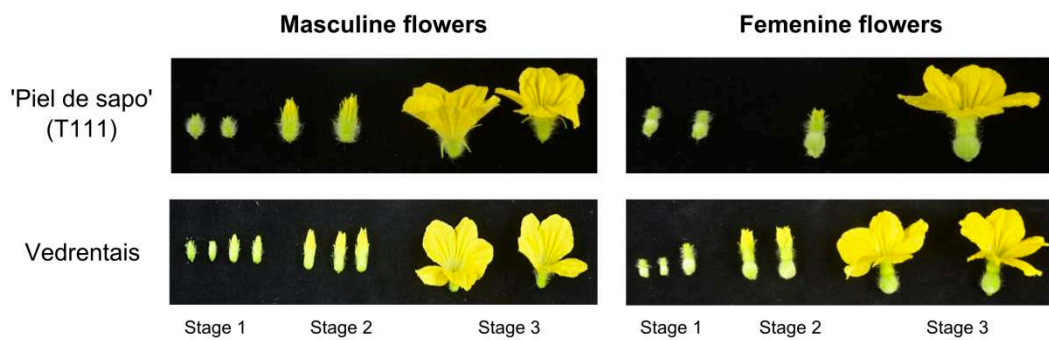 Masculine flowers
Femenine flowers
'Piel de sapo'
(T111)
Vedrentais
Stage 1
Stage 2
Stage 3
Stage 1
Stage 2
Stage 3